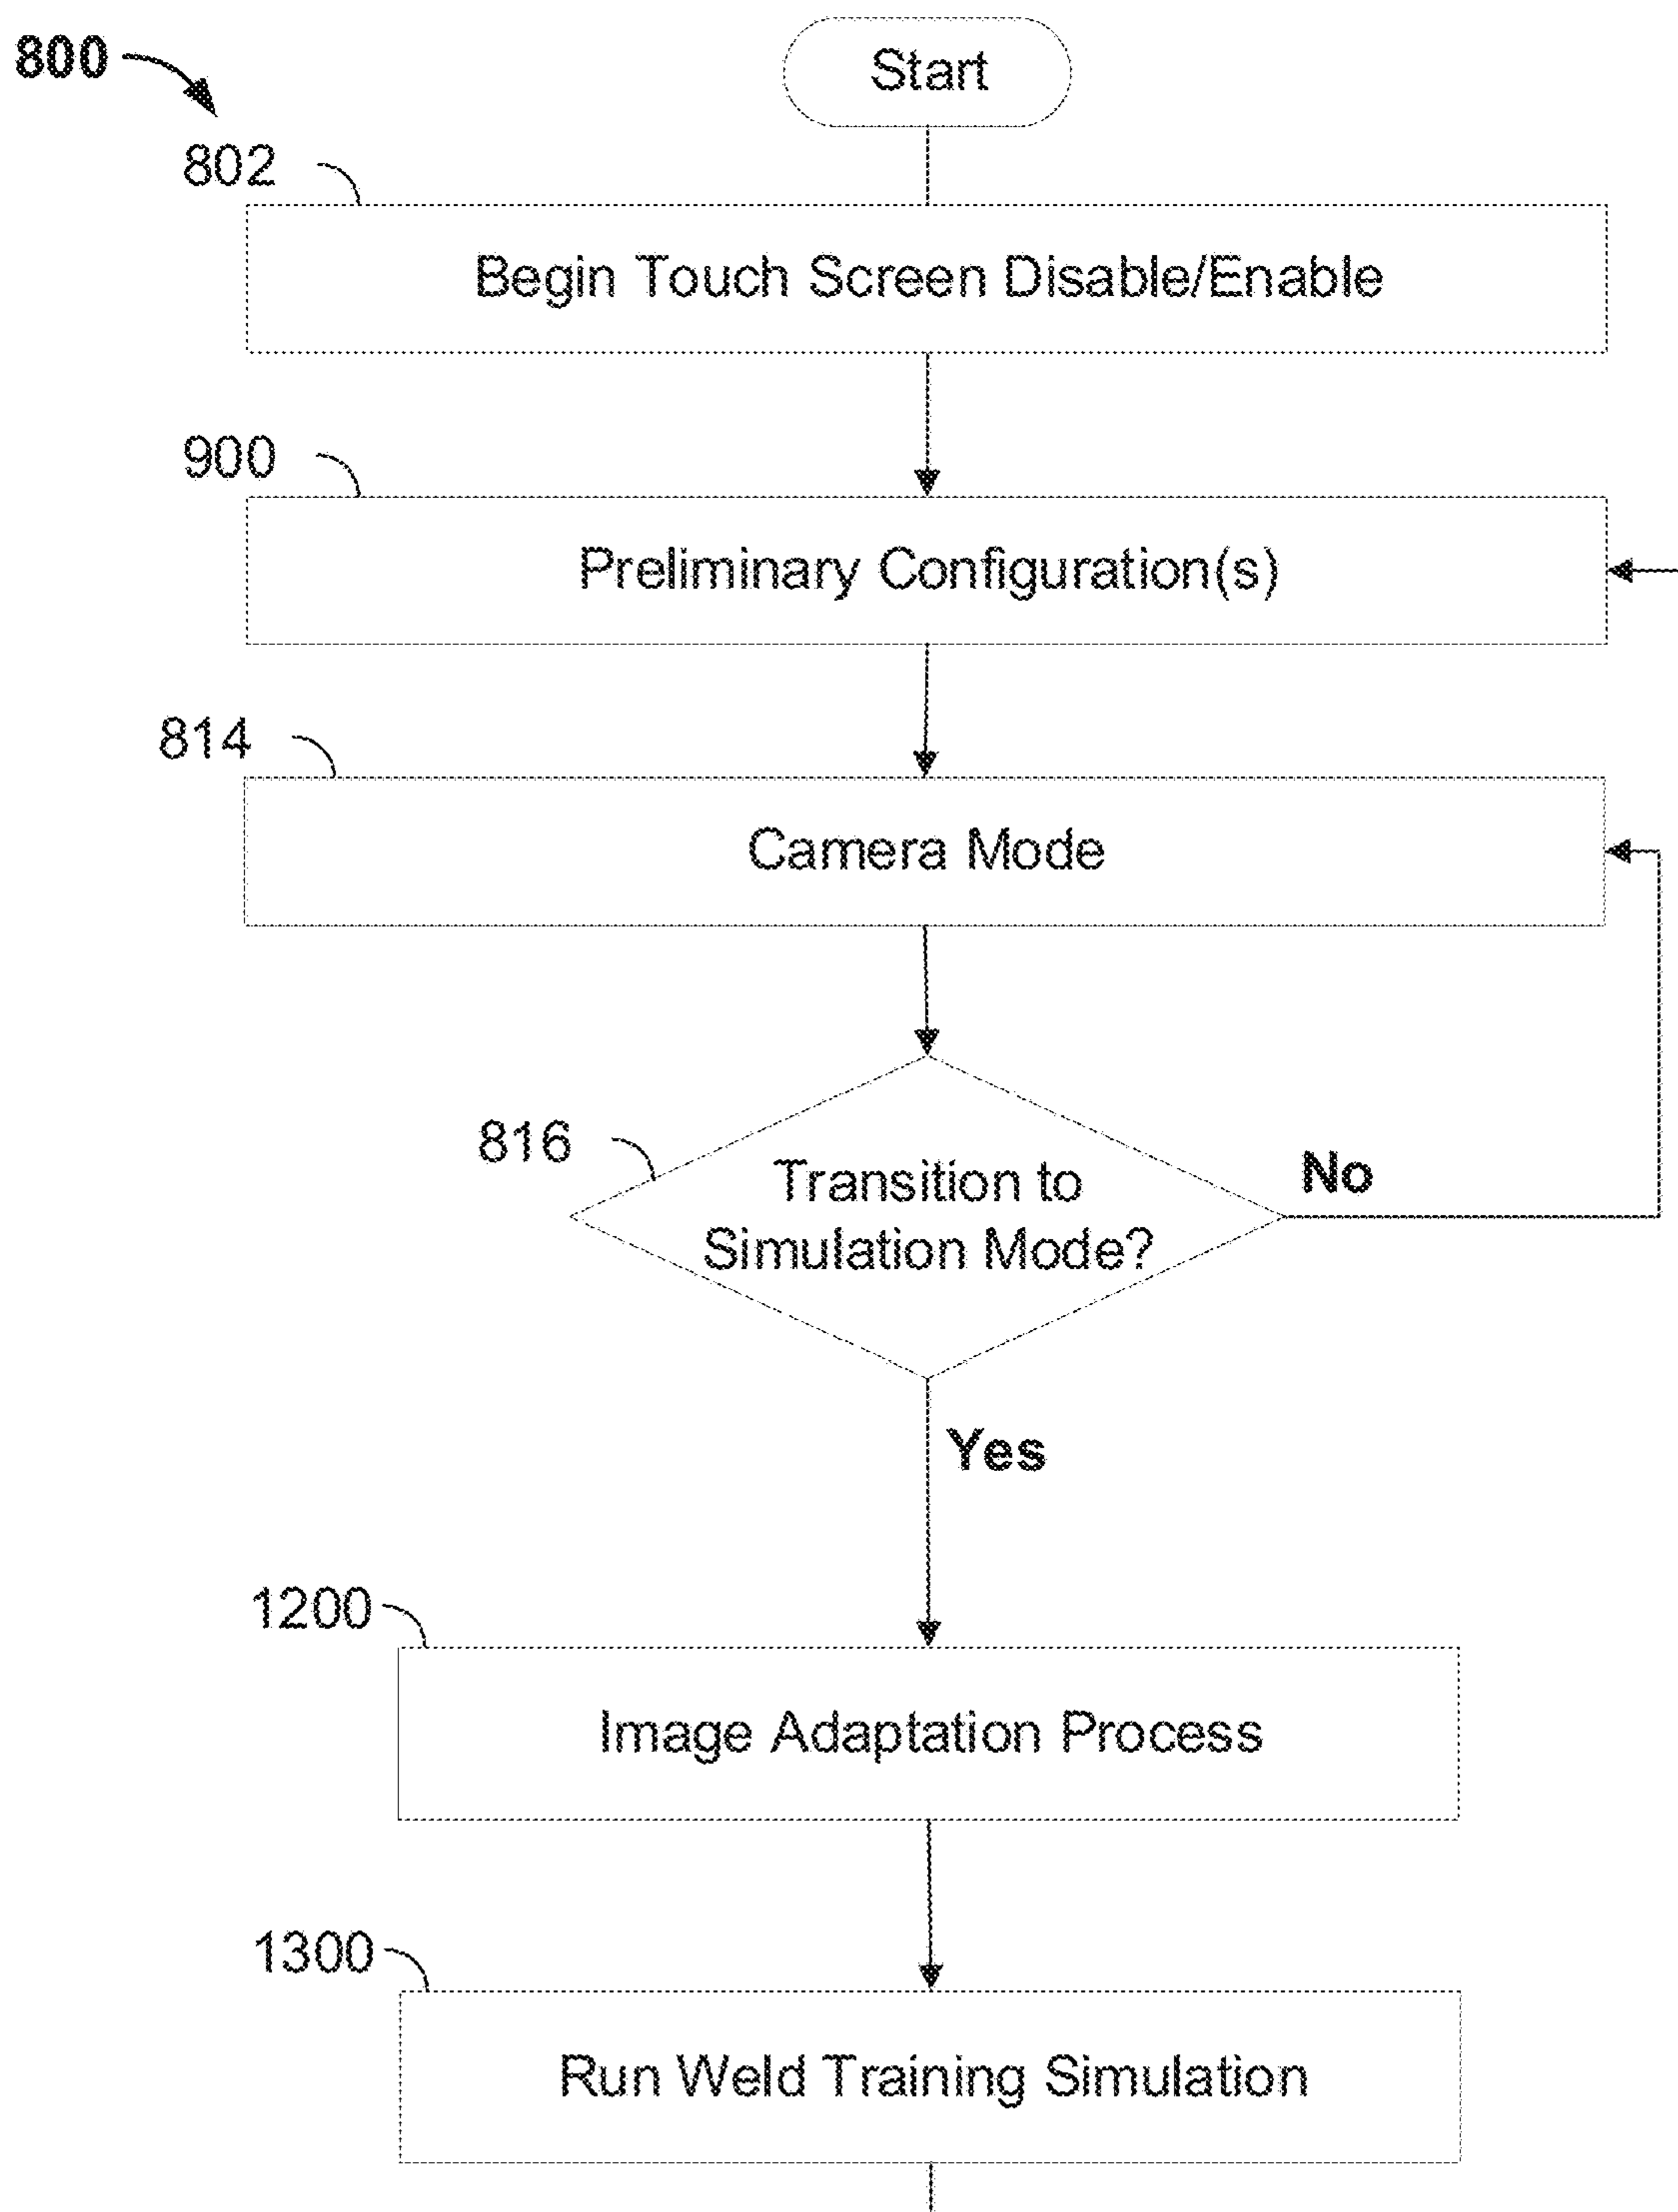 800
Start
802
Begin Touch Screen Disable/Enable
900
Preliminary Configuration(s)
814
Camera Mode
816
Transition to
Simulation Mode?
No
Yes
1200
Image Adaptation Process
1300
Run Weld Training Simulation